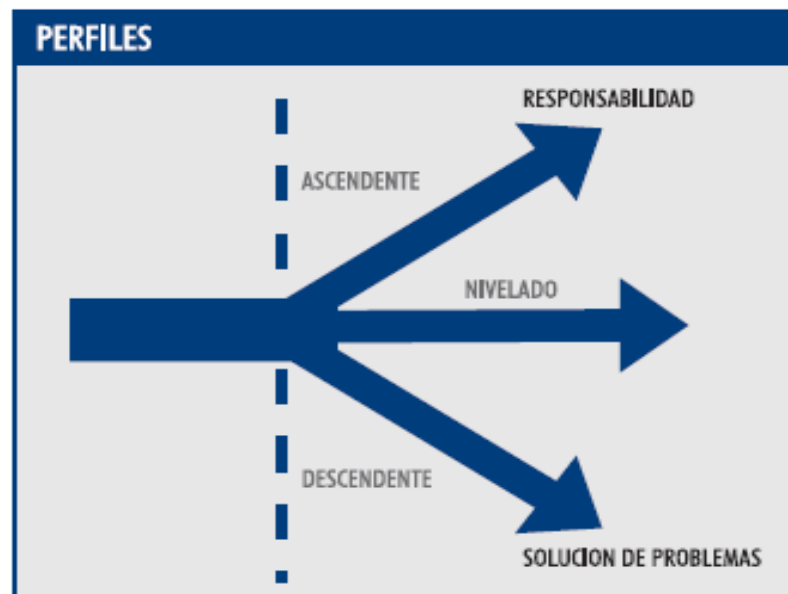 PERFILES
RESPONSABILIDAD
ASCENDENTE
NIVELADO
DESCENDENTE
SOLUCION DE PROBLEMAS